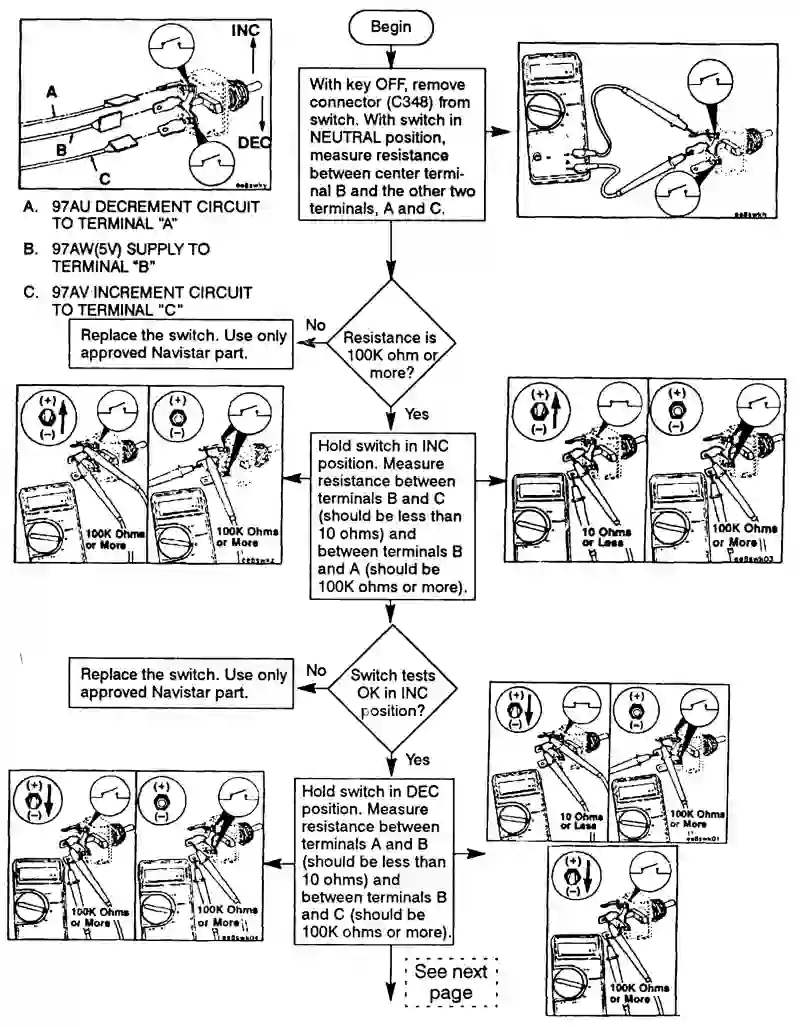 Begin
INC
A
B
DEC
C
ee8swky
With key OFF, remove
connector (C348) from
switch. With switch in
NEUTRAL position,
measure resistance
between center termi-
nal B and the other two
terminals, A and C.
ee8swkh
A. 97AU DECREMENT CIRCUIT
TO TERMINAL "A"
B. 97AW(5V) SUPPLY TO
TERMINAL "B"
C. 97AV INCREMENT CIRCUIT
TO TERMINAL "C"
Replace the switch. Use only
approved Navistar part.
No
Resistance is
100K ohm or
more?
Yes
(+)
(-)
100K Ohms
or More
(+)
(-)
100K Ohms
or More
Hold switch in INC
position. Measure
resistance between
terminals B and C
(should be less than
10 ohms) and
between terminals B
and A (should be
100K ohms or more).
(+)
(-)
10 Ohms
or Less
(+)
(-)
100K Ohms
or More
ee8swk03
Replace the switch. Use only
approved Navistar part.
No
Switch tests
OK in INC
position?
Yes
(+)
(-)
10 Ohms
or Less
(+)
(-)
100K Ohms
or More
ee8swk01
(+)
(-)
100K Ohms
or More
(+)
(-)
100K Ohms
or More
ee8swk04
Hold switch in DEC
position. Measure
resistance between
terminals A and B
(should be less than
10 ohms) and
between terminals B
and C (should be
100K ohms or more).
(+)
(-)
100K Ohms
or More
See next
page